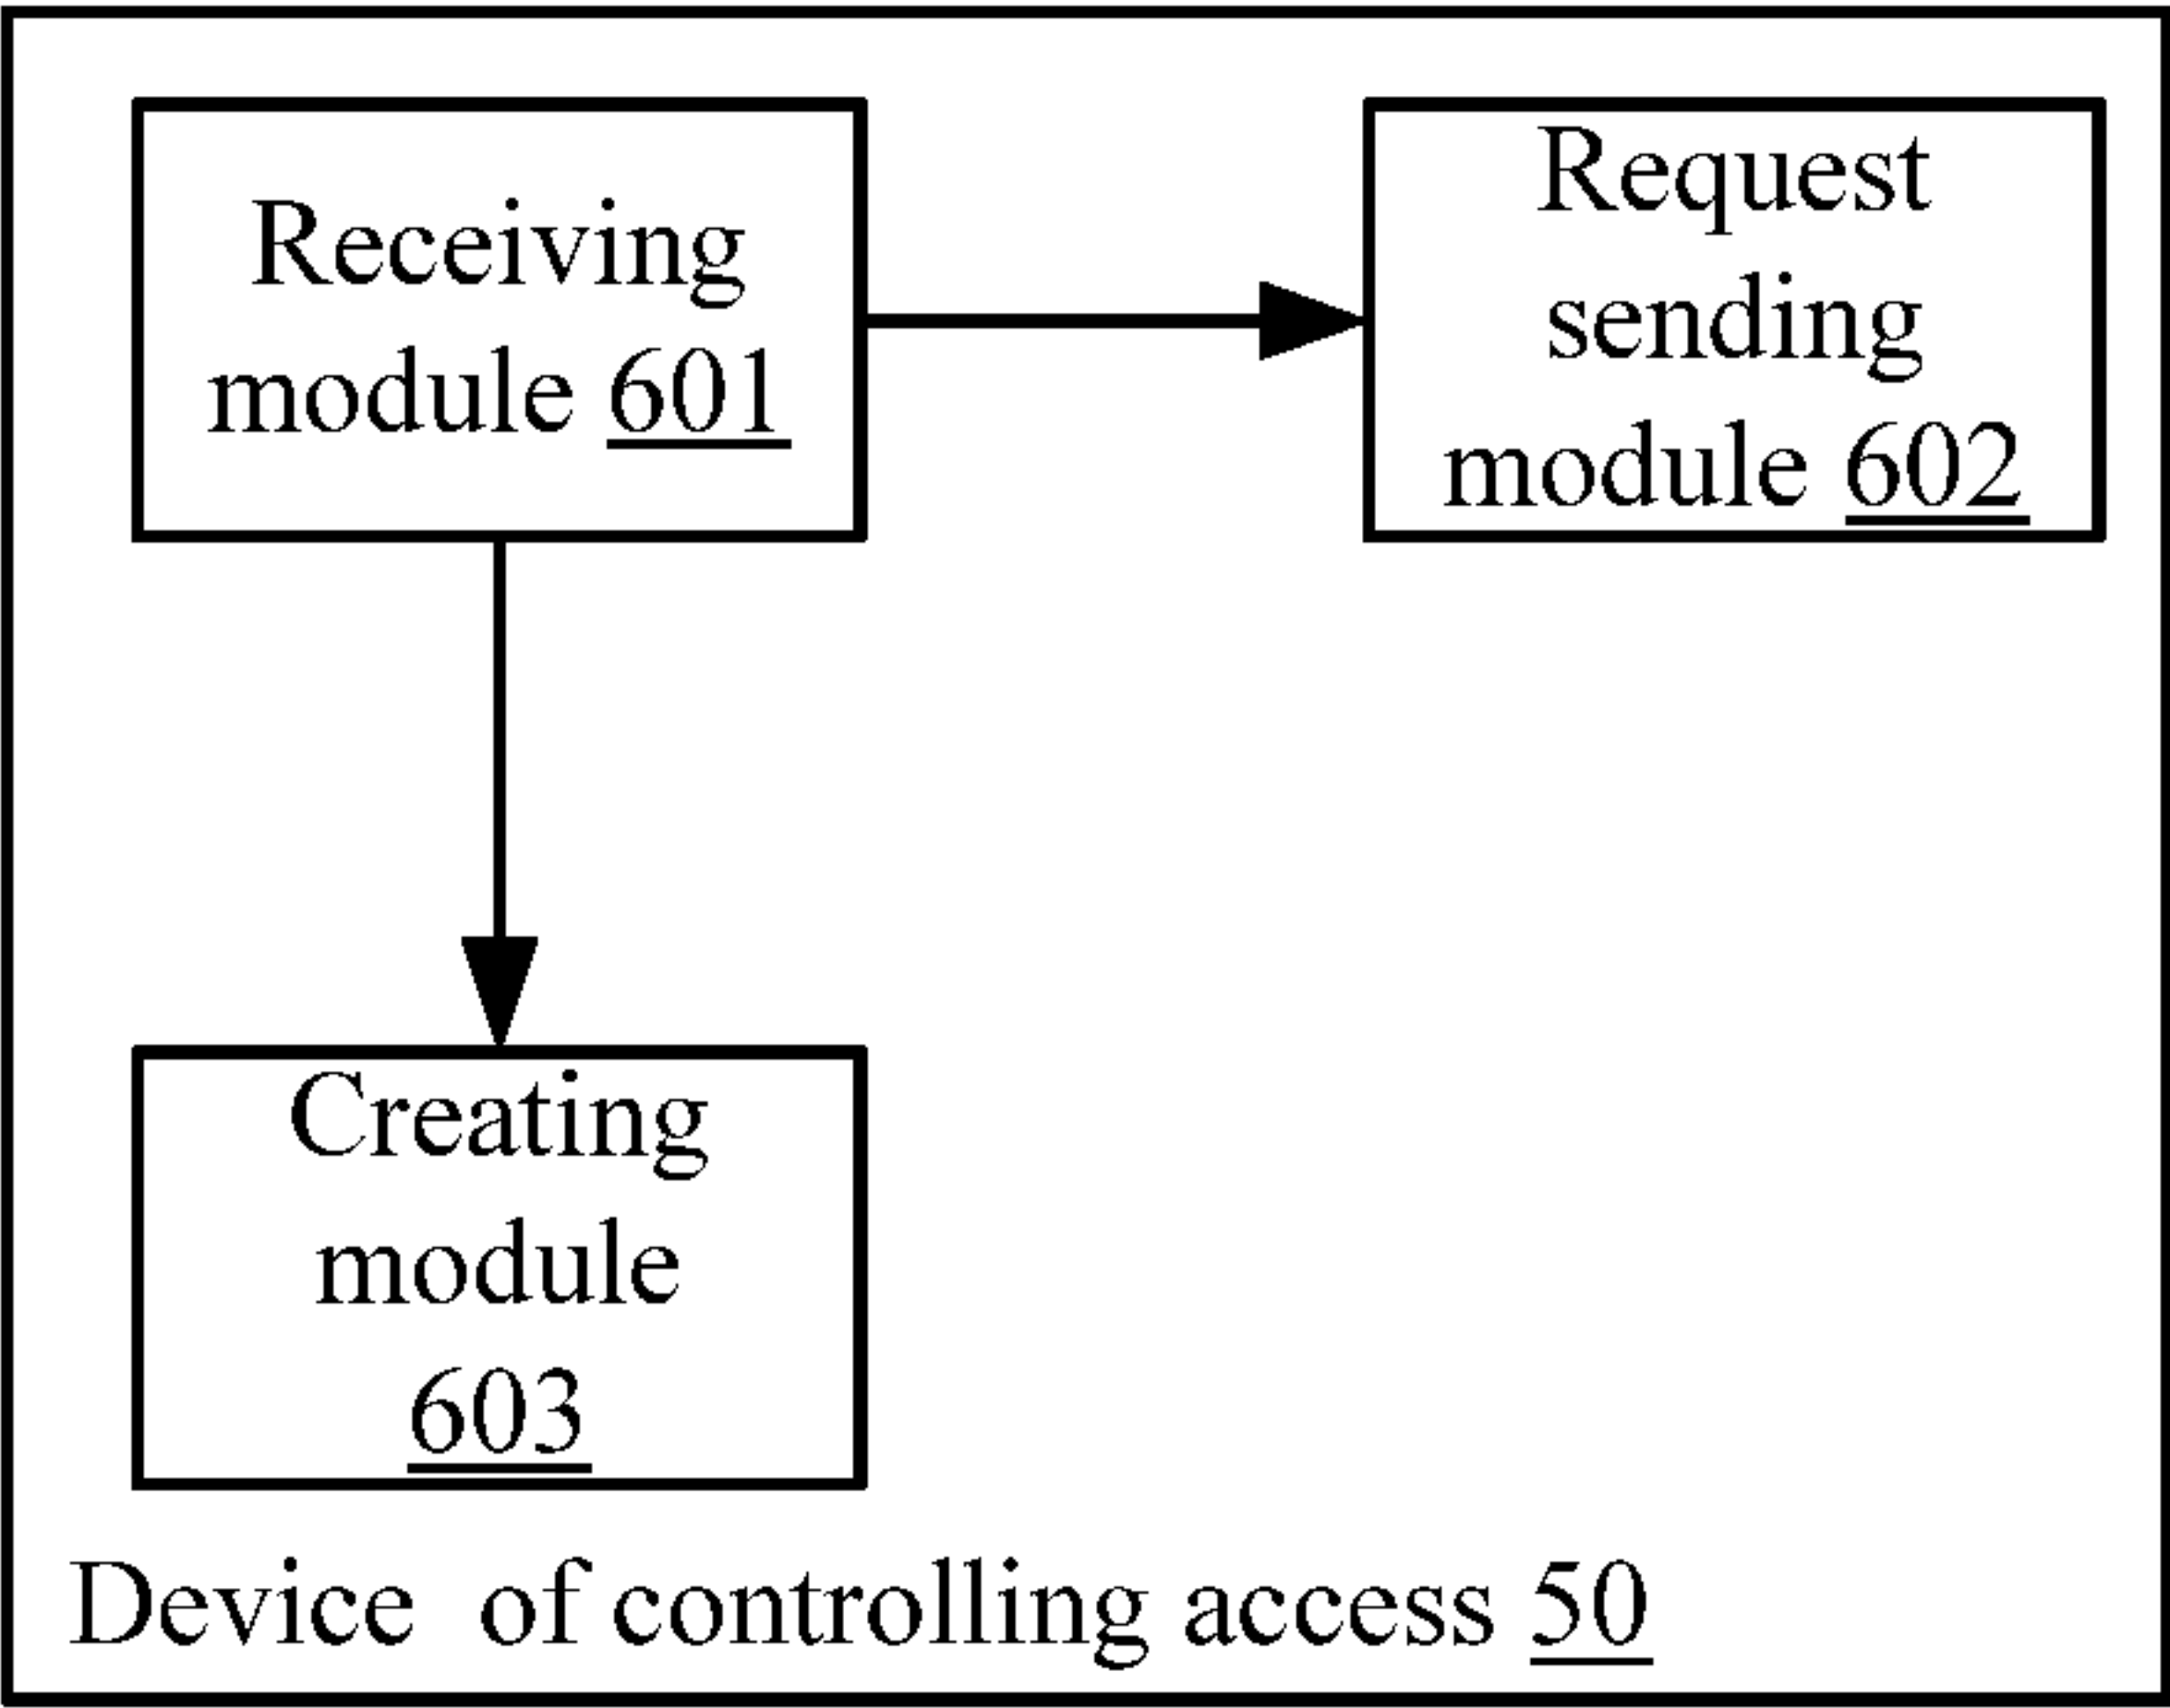 Receiving
module 601
Request
sending
module 602
Creating
module
603
Device of controlling access 50